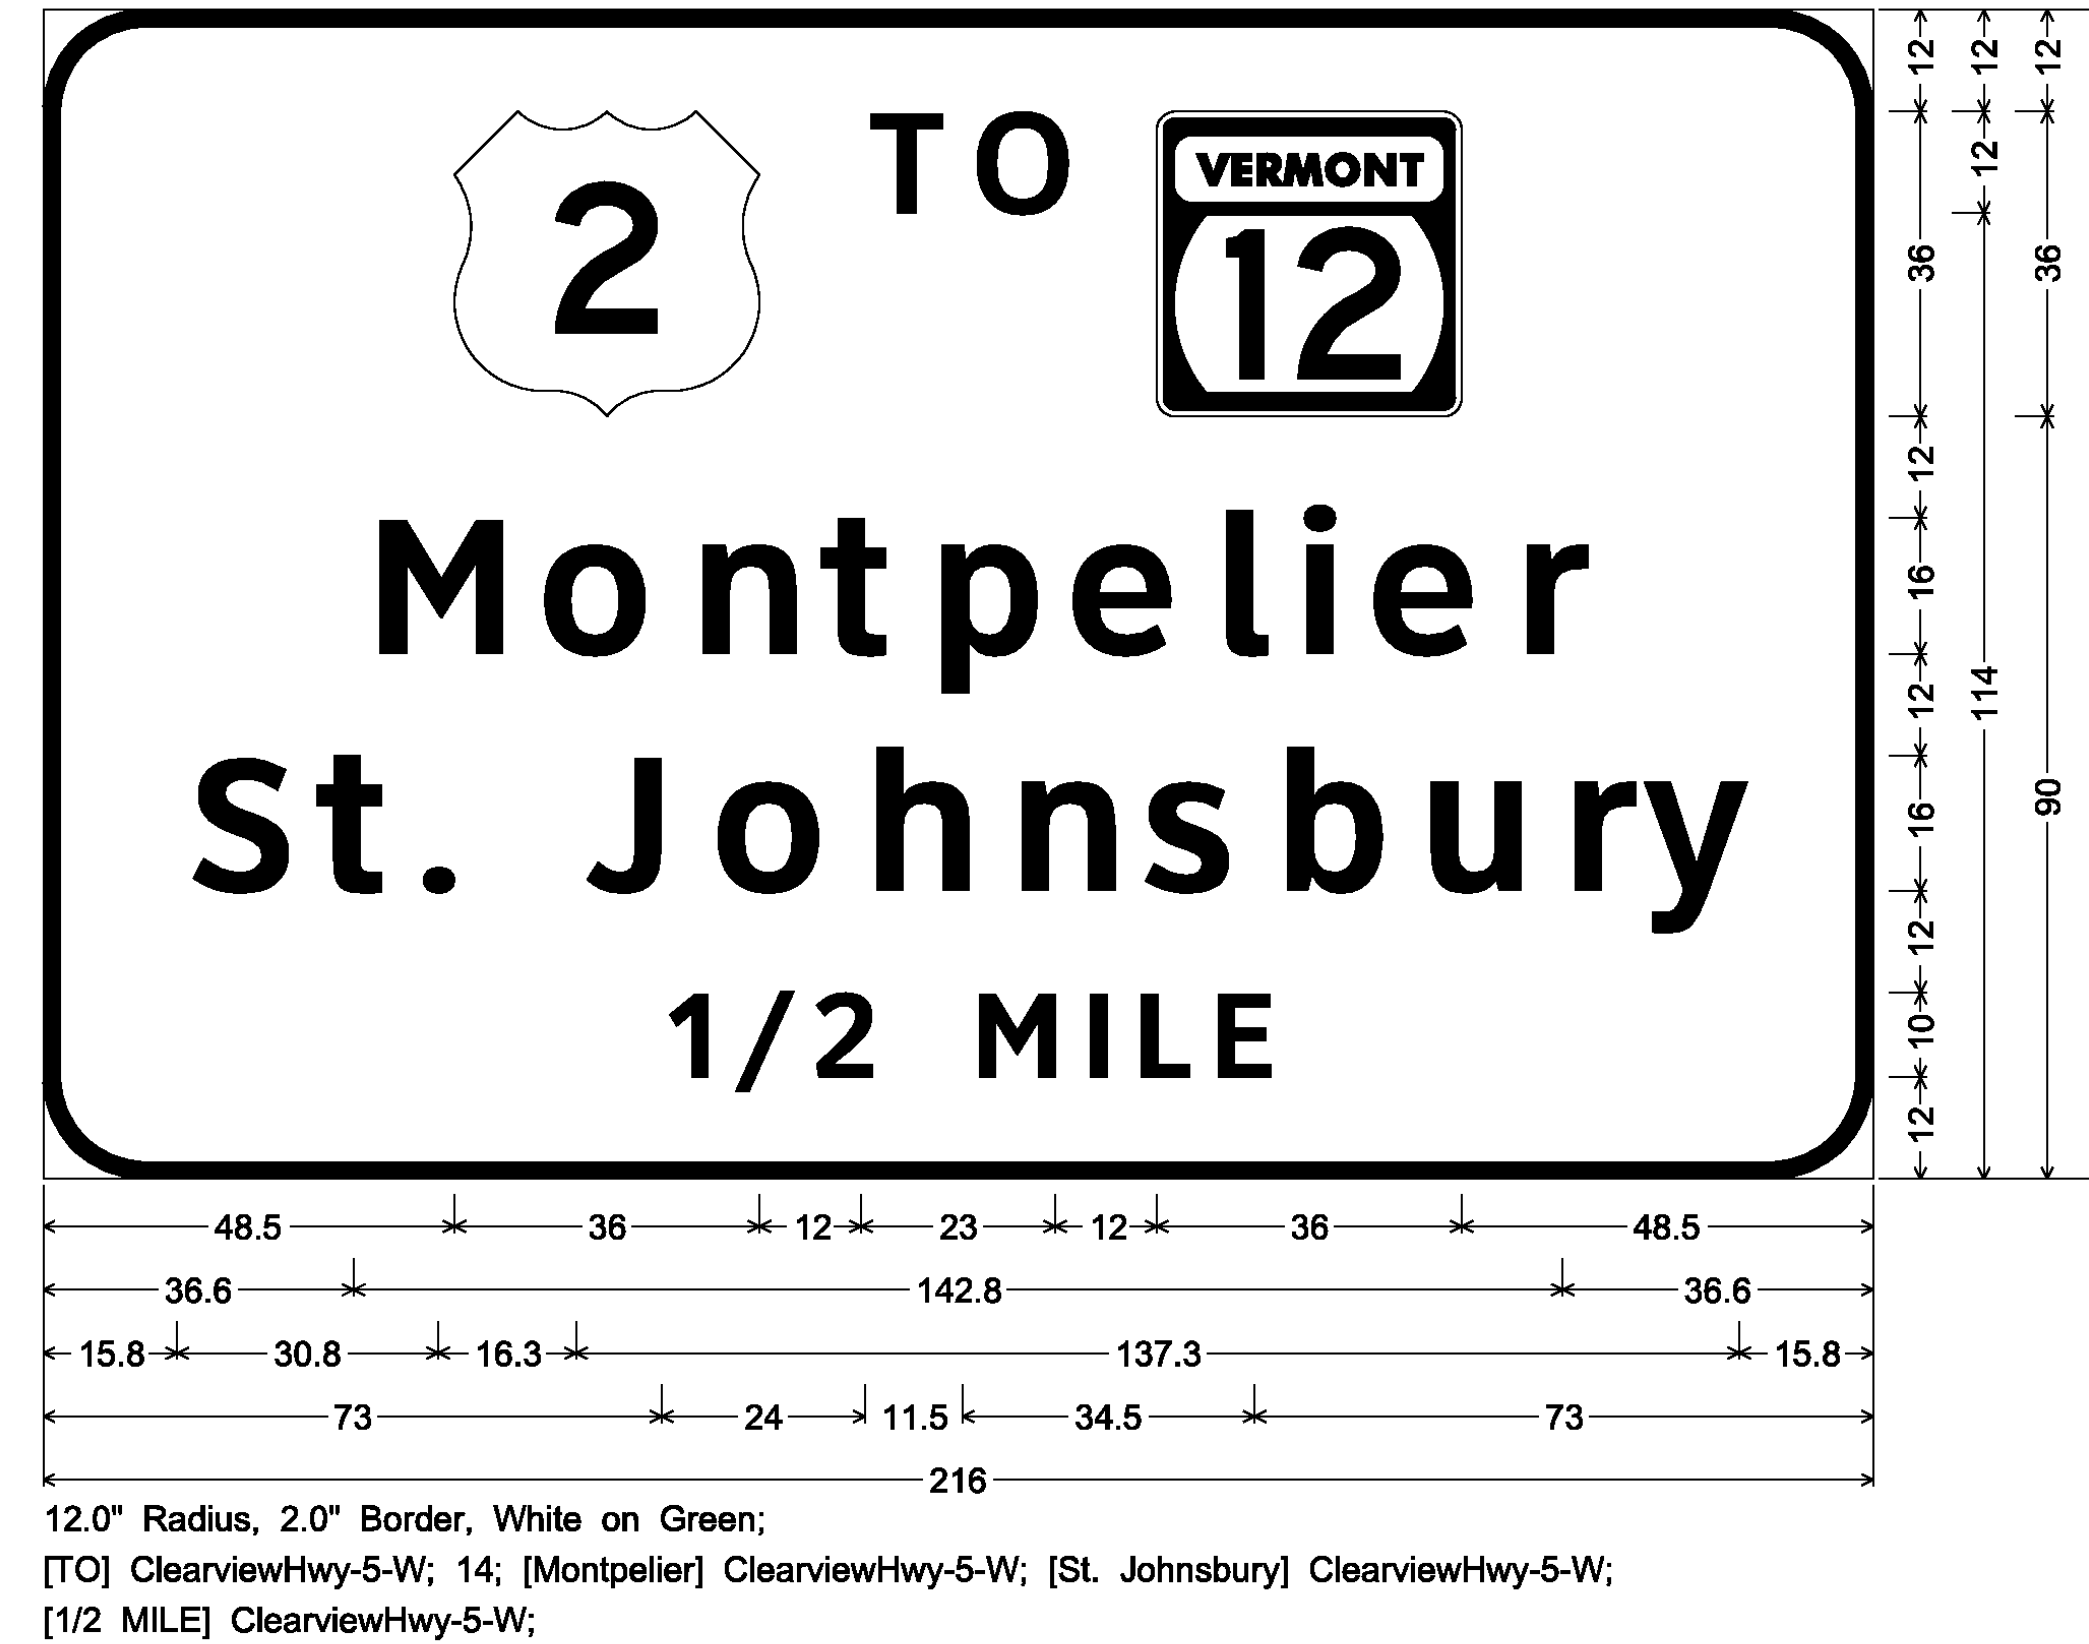 TO
VERMONT
2
12
Montpelier
St. Johnsbury
1/2 MILE
12 36 12 16 12 16 12 10 12
12 12 114
12 36 90
48.5 36 12 23 12 36 48.5
36.6 142.8 36.6
15.8 30.8 16.3 137.3 15.8
73 24 11.5 34.5 73
216
12.0" Radius, 2.0" Border, White on Green;
[TO] ClearviewHwy-5-W; 14; [Montpelier] ClearviewHwy-5-W; [St. Johnsbury] ClearviewHwy-5-W;
[1/2 MILE] ClearviewHwy-5-W;